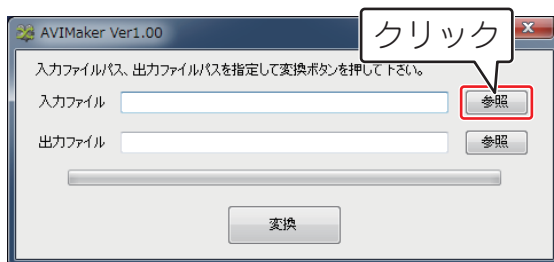 AVIMaker Ver1.00
クリック
入力ファイルパス、出力ファイルパスを指定して変換ボタンを押して下さい。
入力ファイル
参照
出力ファイル
参照
変換